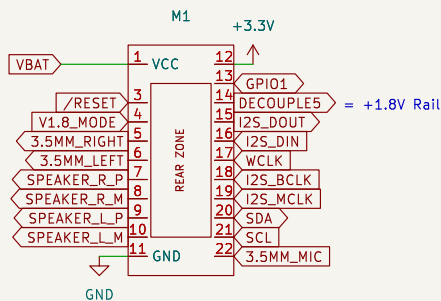 M1
+3.3V
VBAT
1
VCC
12
13
GPIO1
/RESET
3
14
DECOUPLE5
= +1.8V Rail
V1.8_MODE
4
15
I2S_DOUT
3.5MM_RIGHT
5
16
I2S_DIN
3.5MM_LEFT
6
17
WCLK
SPEAKER_R_P
7
18
I2S_BCLK
SPEAKER_R_M
8
19
I2S_MCLK
SPEAKER_L_P
9
20
SDA
SPEAKER_L_M
10
21
SCL
11
GND
22
3.5MM_MIC
REAR ZONE
GND